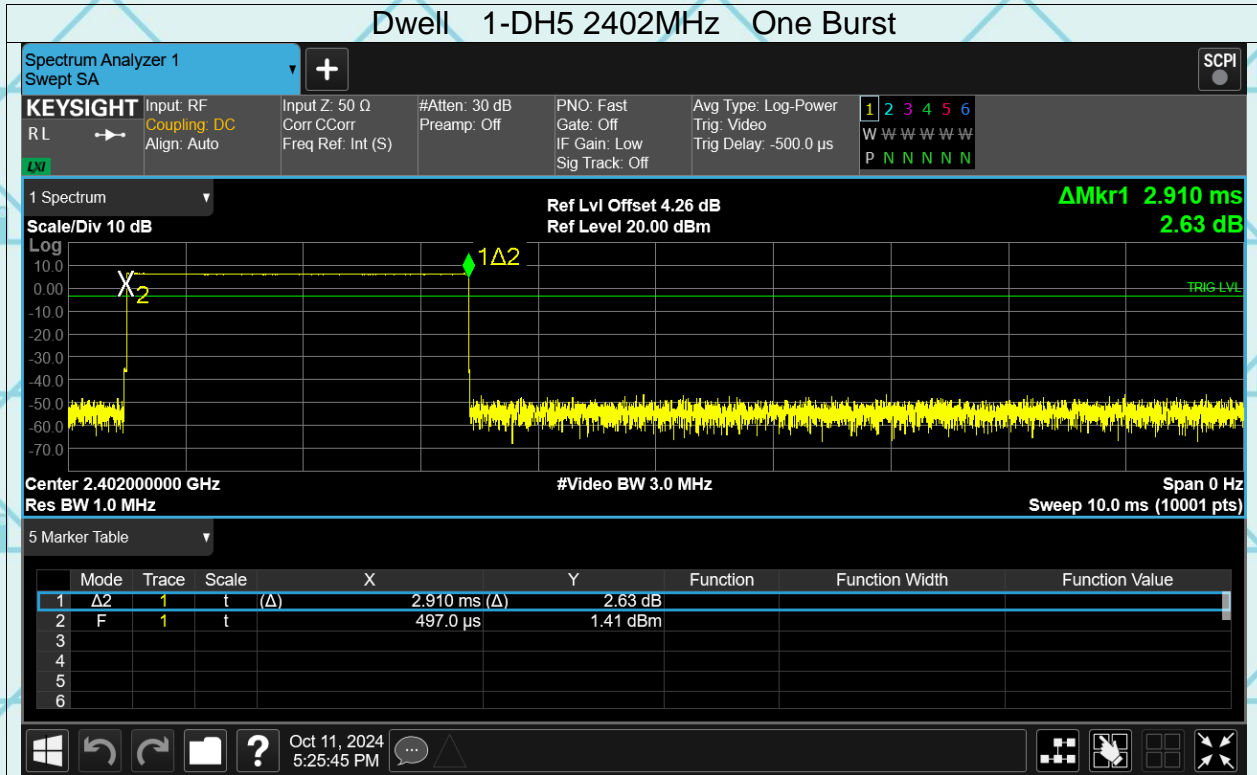 Dwell 1-DH5 2402MHz One Burst
Spectrum Analyzer 1
Swept SA
▼
+
SCPI
KEYSIGHT
RL
LXI
Input: RF
Coupling: DC
Align: Auto
Input Z: 50 Ω
Corr CCorr
Freq Ref: Int (S)
#Atten: 30 dB
Preamp: Off
PNO: Fast
Gate: Off
IF Gain: Low
Sig Track: Off
Avg Type: Log-Power
Trig: Video
Trig Delay: -500.0 µs
1 2 3 4 5 6
W W W W W W
P N N N N N
1 Spectrum ▼
Scale/Div 10 dB
Ref Lvl Offset 4.26 dB
Ref Level 20.00 dBm
ΔMkr1 2.910 ms
2.63 dB
Log
10.0
0.00
-10.0
-20.0
-30.0
-40.0
-50.0
-60.0
-70.0
X
2
1Δ2
TRIG LVL
Center 2.402000000 GHz
Res BW 1.0 MHz
#Video BW 3.0 MHz
Span 0 Hz
Sweep 10.0 ms (10001 pts)
5 Marker Table ▼
Mode Trace Scale X Y Function Function Width Function Value
1 Δ2 1 t (Δ) 2.910 ms (Δ) 2.63 dB
2 F 1 t 497.0 µs 1.41 dBm
3
4
5
6
?
Oct 11, 2024
5:25:45 PM